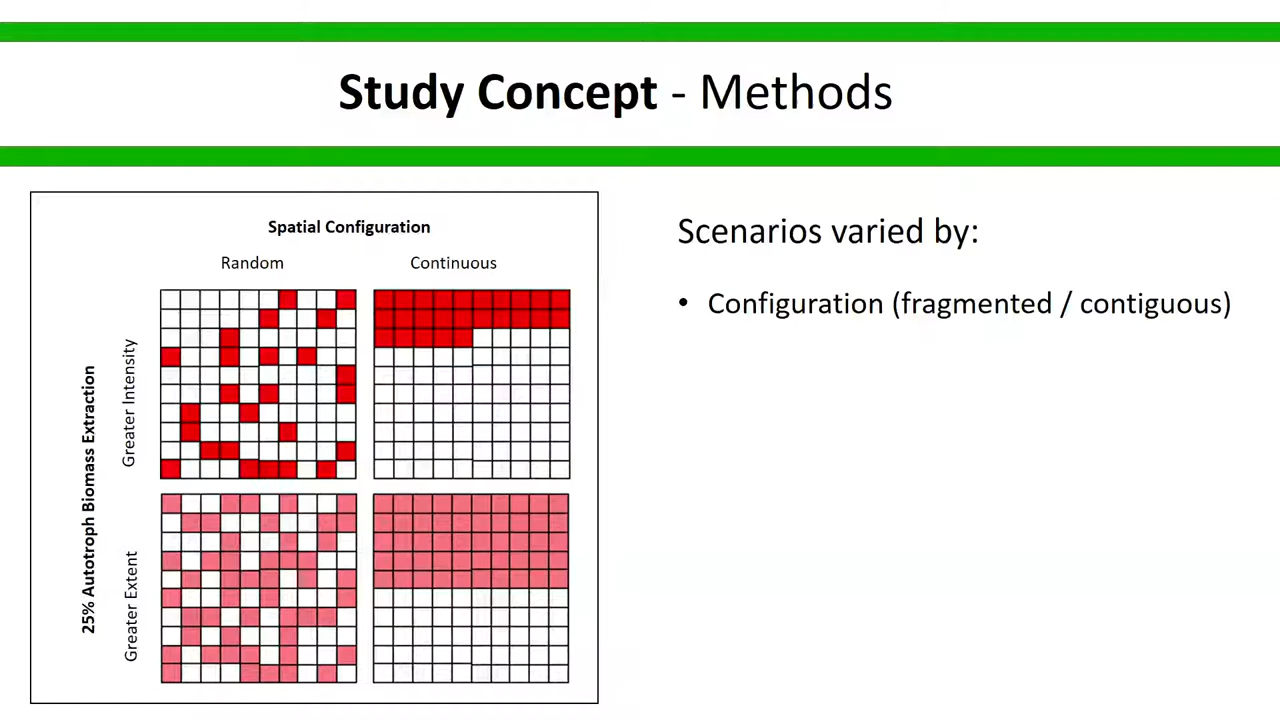 Study Concept - Methods
Spatial Configuration
Random
Continuous
25% Autotroph Biomass Extraction
Greater Intensity
Greater Extent
Scenarios varied by:
• Configuration (fragmented / contiguous)